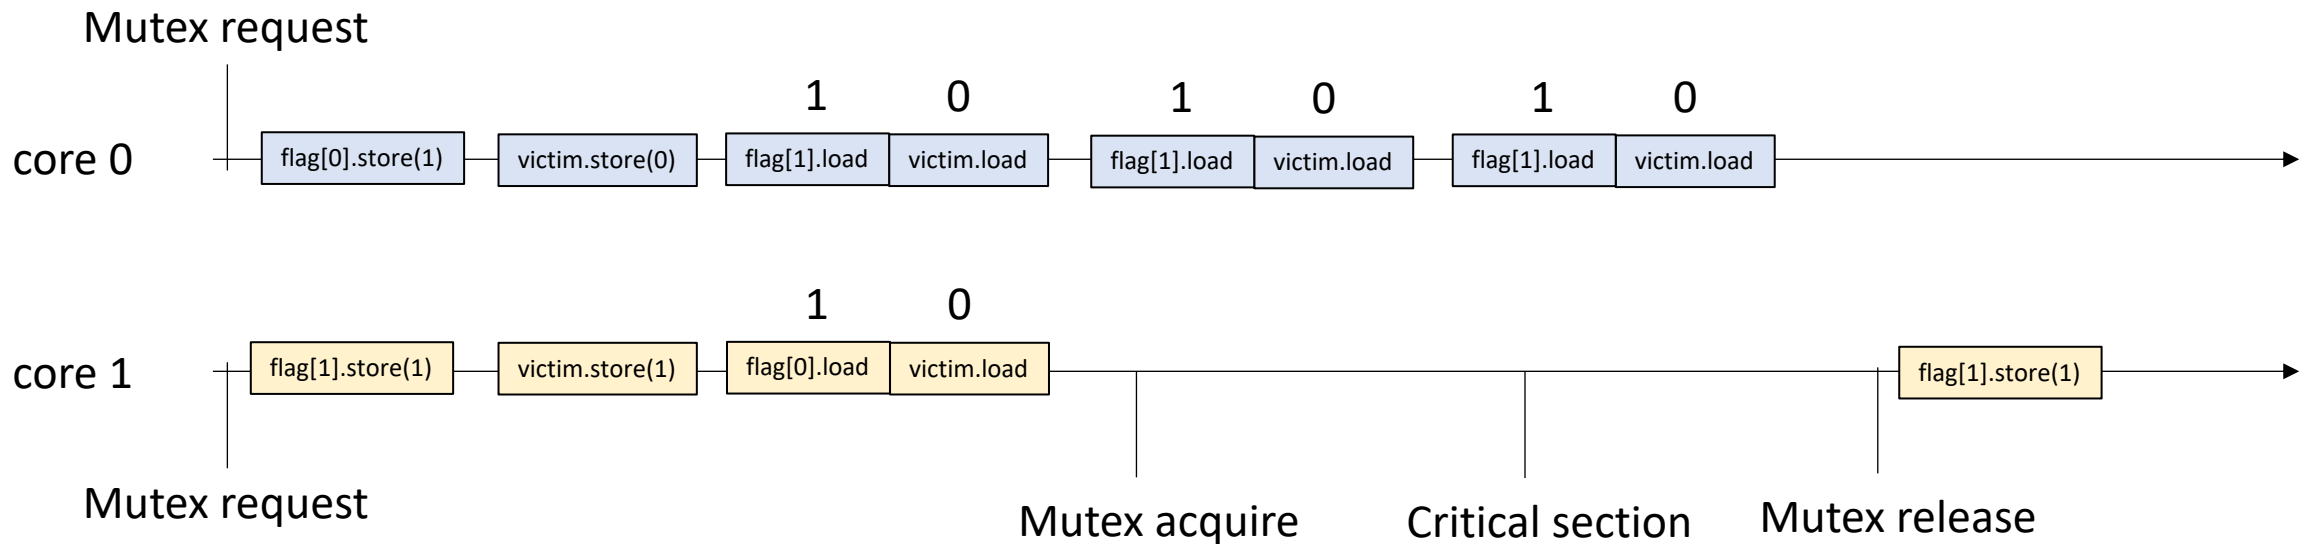 Mutex request
1 0 1 0 1 0
core 0 flag[0].store(1) victim.store(0) flag[1].load victim.load flag[1].load victim.load flag[1].load victim.load
1 0
core 1 flag[1].store(1) victim.store(1) flag[0].load victim.load flag[1].store(1)
Mutex request Mutex acquire Critical section Mutex release